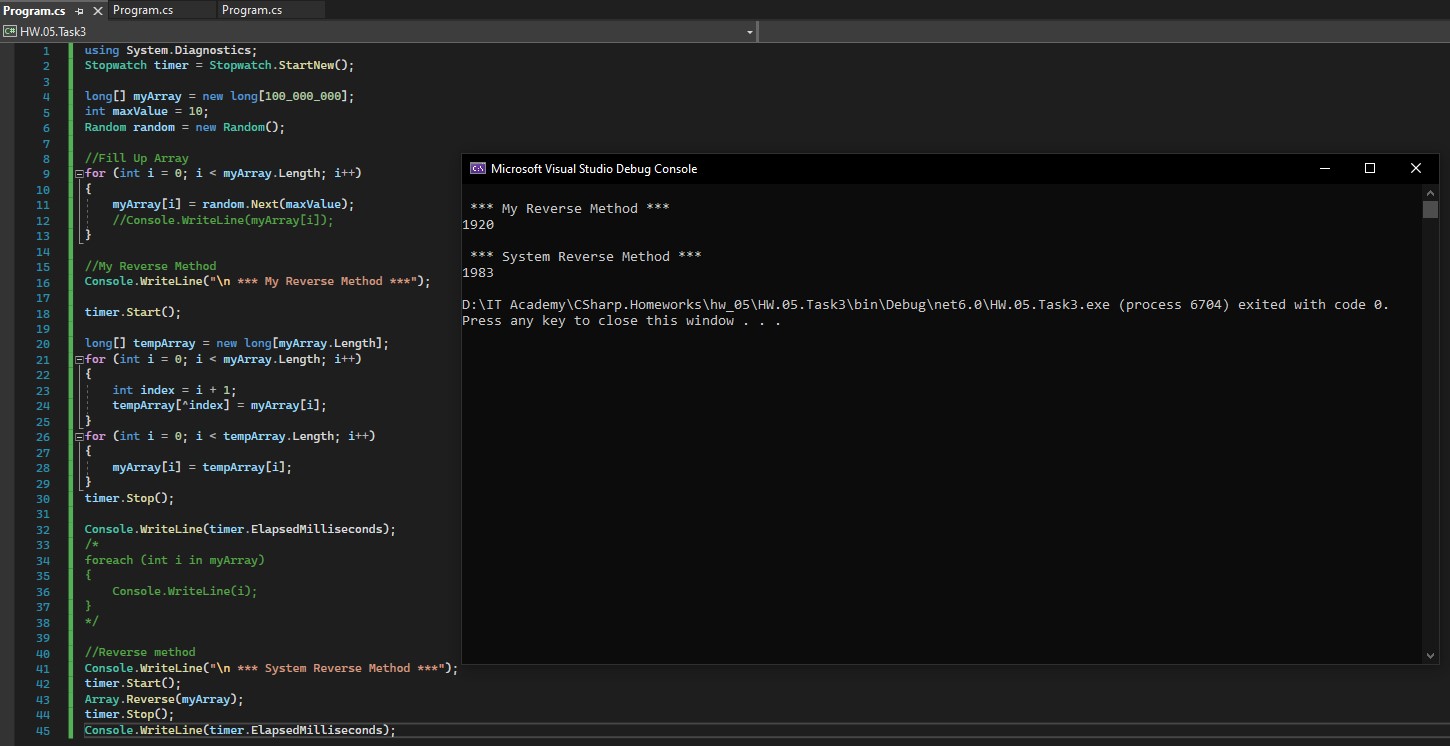 Program.cs
Program.cs
Program.cs
C# HW.05.Task3
1 using System.Diagnostics;
2 Stopwatch timer = Stopwatch.StartNew();
3
4 long[] myArray = new long[100_000_000];
5 int maxValue = 10;
6 Random random = new Random();
7
8 //Fill Up Array
9 for (int i = 0; i < myArray.Length; i++)
10 {
11 myArray[i] = random.Next(maxValue);
12 //Console.WriteLine(myArray[i]);
13 }
14
15 //My Reverse Method
16 Console.WriteLine("\n *** My Reverse Method ***");
17
18 timer.Start();
19
20 long[] tempArray = new long[myArray.Length];
21 for (int i = 0; i < myArray.Length; i++)
22 {
23 int index = i + 1;
24 tempArray[^index] = myArray[i];
25 }
26 for (int i = 0; i < tempArray.Length; i++)
27 {
28 myArray[i] = tempArray[i];
29 }
30 timer.Stop();
31
32 Console.WriteLine(timer.ElapsedMilliseconds);
33 /*
34 foreach (int i in myArray)
35 {
36 Console.WriteLine(i);
37 }
38 */
39
40 //Reverse method
41 Console.WriteLine("\n *** System Reverse Method ***");
42 timer.Start();
43 Array.Reverse(myArray);
44 timer.Stop();
45 Console.WriteLine(timer.ElapsedMilliseconds);
Microsoft Visual Studio Debug Console
*** My Reverse Method ***
1920
*** System Reverse Method ***
1983
D:\IT Academy\CSharp.Homeworks\hw_05\HW.05.Task3\bin\Debug\net6.0\HW.05.Task3.exe (process 6704) exited with code 0.
Press any key to close this window . . .